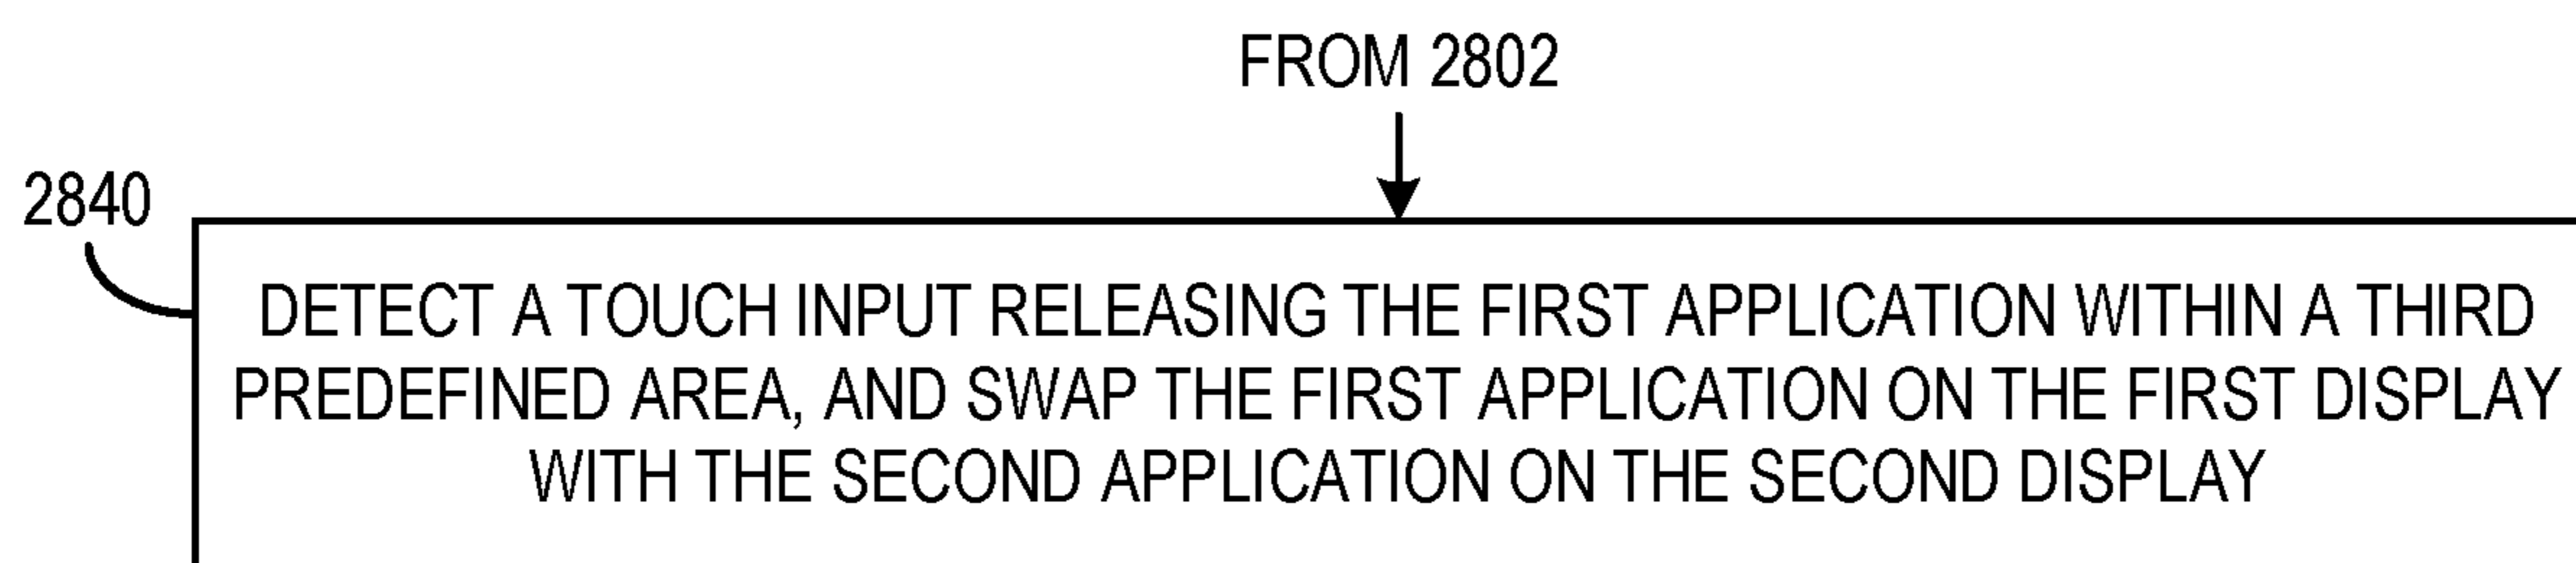 FROM 2802
2840
DETECT A TOUCH INPUT RELEASING THE FIRST APPLICATION WITHIN A THIRD
PREDEFINED AREA, AND SWAP THE FIRST APPLICATION ON THE FIRST DISPLAY
WITH THE SECOND APPLICATION ON THE SECOND DISPLAY